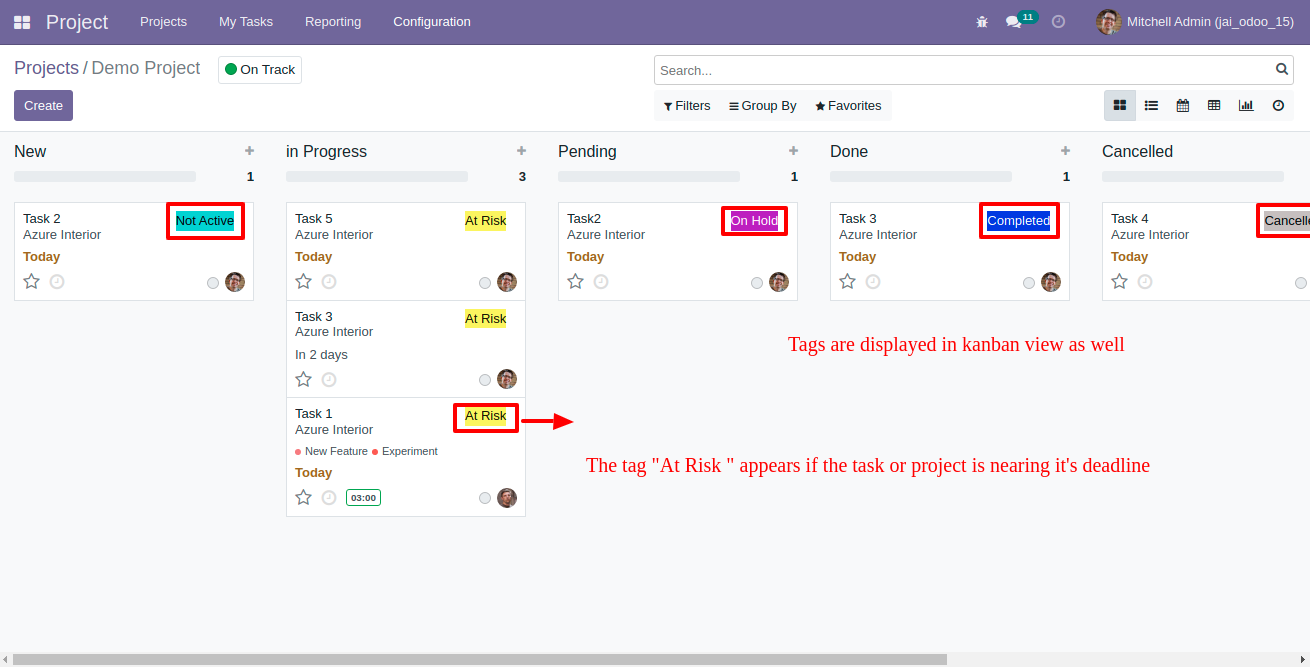 Project Projects My Tasks Reporting Configuration 11 Mitchell Admin (jai_odoo_15)
Projects / Demo Project On Track
Search...
Create
Filters Group By Favorites
New
1
Task 2 Not Active
Azure Interior
Today
in Progress
3
Task 5 At Risk
Azure Interior
Today
Task 3 At Risk
Azure Interior
In 2 days
Task 1 At Risk
Azure Interior
New Feature Experiment
Today
03:00
Pending
1
Task2 On Hold
Azure Interior
Today
Done
1
Task 3 Completed
Azure Interior
Today
Cancelled
Task 4
Azure Interior
Today
Tags are displayed in kanban view as well
The tag "At Risk " appears if the task or project is nearing it's deadline